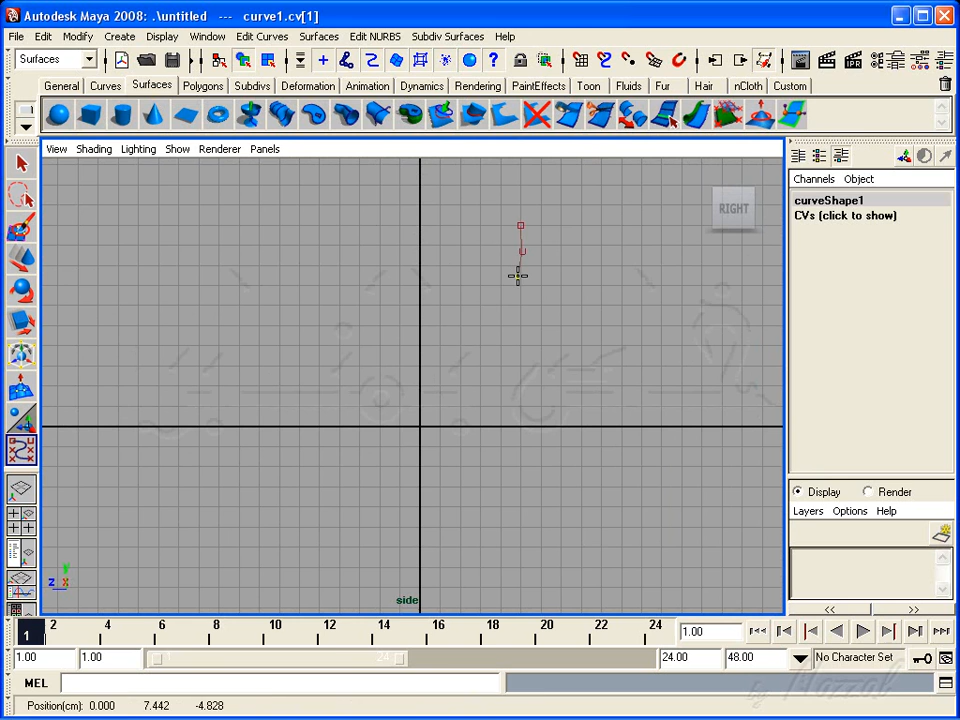 Autodesk Maya 2008: .\untitled --- curve1.cv[1]
File Edit Modify Create Display Window Edit Curves Surfaces Edit NURBS Subdiv Surfaces Help
Surfaces
General Curves Surfaces Polygons Subdivs Deformation Animation Dynamics Rendering PaintEffects Toon Fluids Fur Hair nCloth Custom
View Shading Lighting Show Renderer Panels
Channels Object
curveShape1
CVs (click to show)
RIGHT
y
z x
side
Display Render
Layers Options Help
<< >>
1 2 4 6 8 10 12 14 16 18 20 22 24 1.00
1.00 1.00 1 24 24.00 48.00 No Character Set
MEL
by Mazzal
Position(cm): 0.000 7.442 -4.828